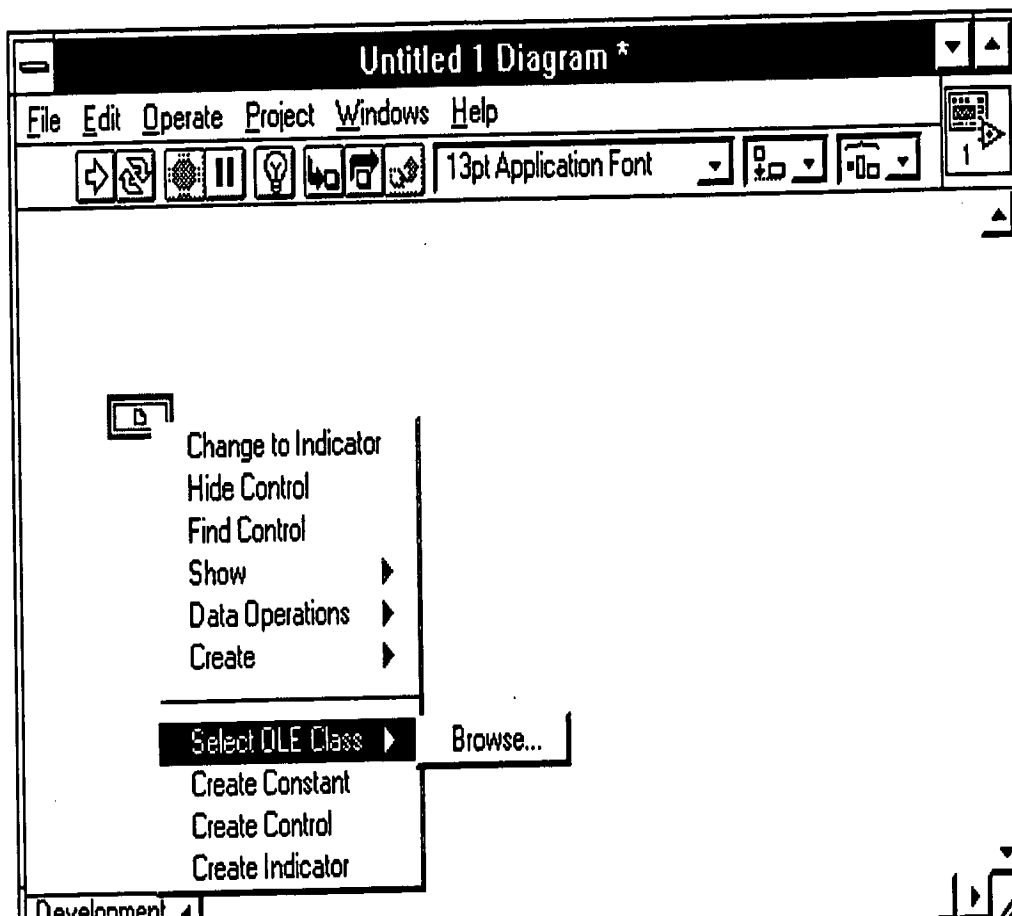 Untitled 1 Diagram *
File Edit Operate Project Windows Help
13pt Application Font
1
Change to Indicator
Hide Control
Find Control
Show
Data Operations
Create
Select OLE Class
Browse...
Create Constant
Create Control
Create Indicator
Development